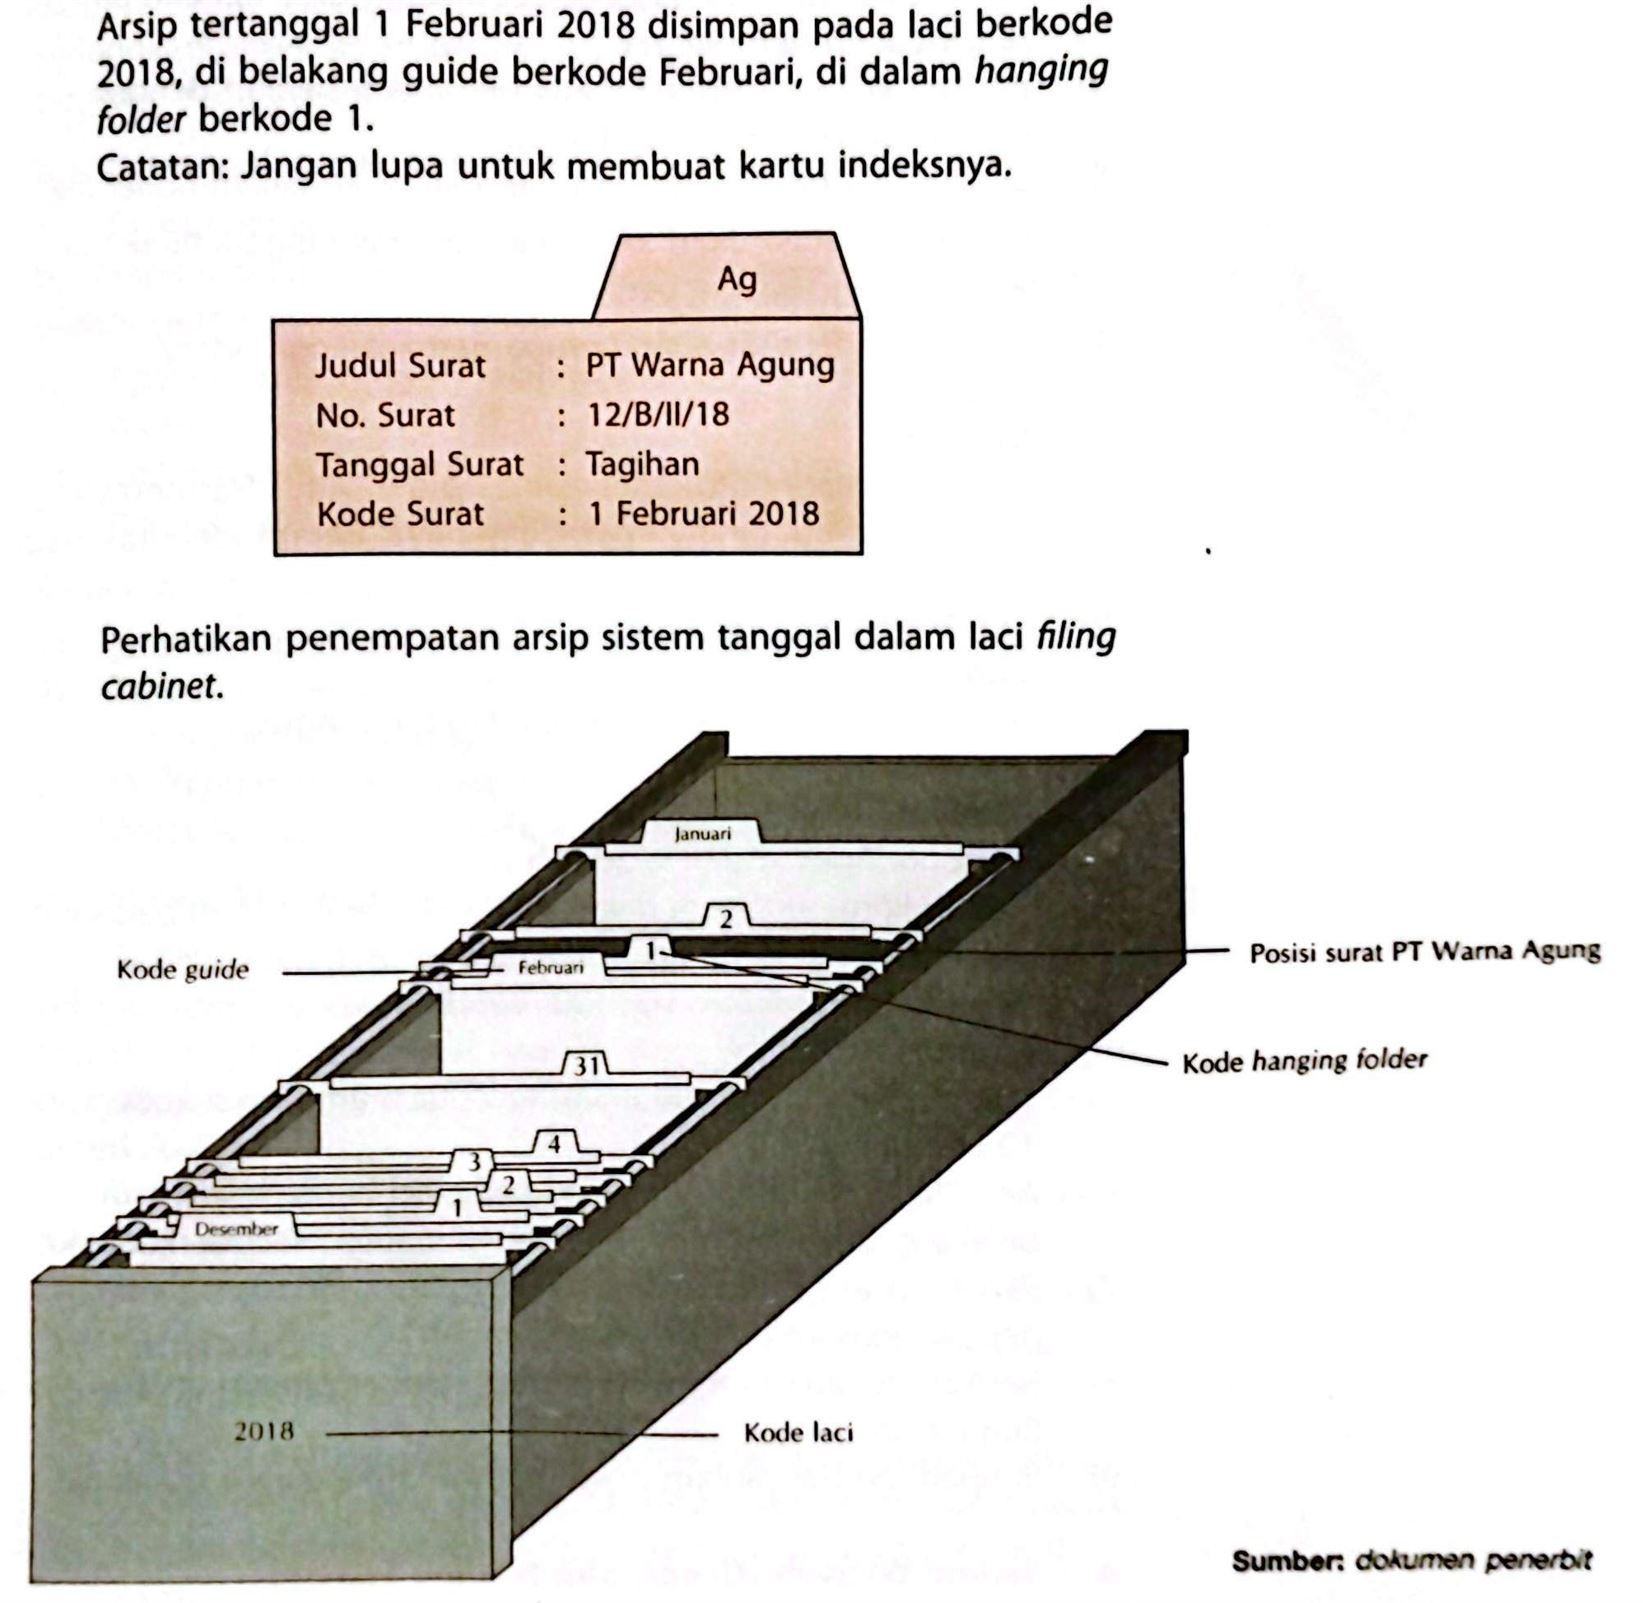 Arsip tertanggal 1 Februari 2018 disimpan pada laci berkode
2018, di belakang guide berkode Februari, di dalam hanging
folder berkode 1.
Catatan: Jangan lupa untuk membuat kartu indeksnya.
Ag
Judul Surat : PT Warna Agung
No. Surat : 12/B/II/18
Tanggal Surat : Tagihan
Kode Surat : 1 Februari 2018
Perhatikan penempatan arsip sistem tanggal dalam laci filing
cabinet.
Januari
2
1
Posisi surat PT Warna Agung
Kode guide
Februari
Kode hanging folder
31
4
3
2
1
Desember
2018
Kode laci
Sumber: dokumen penerbit